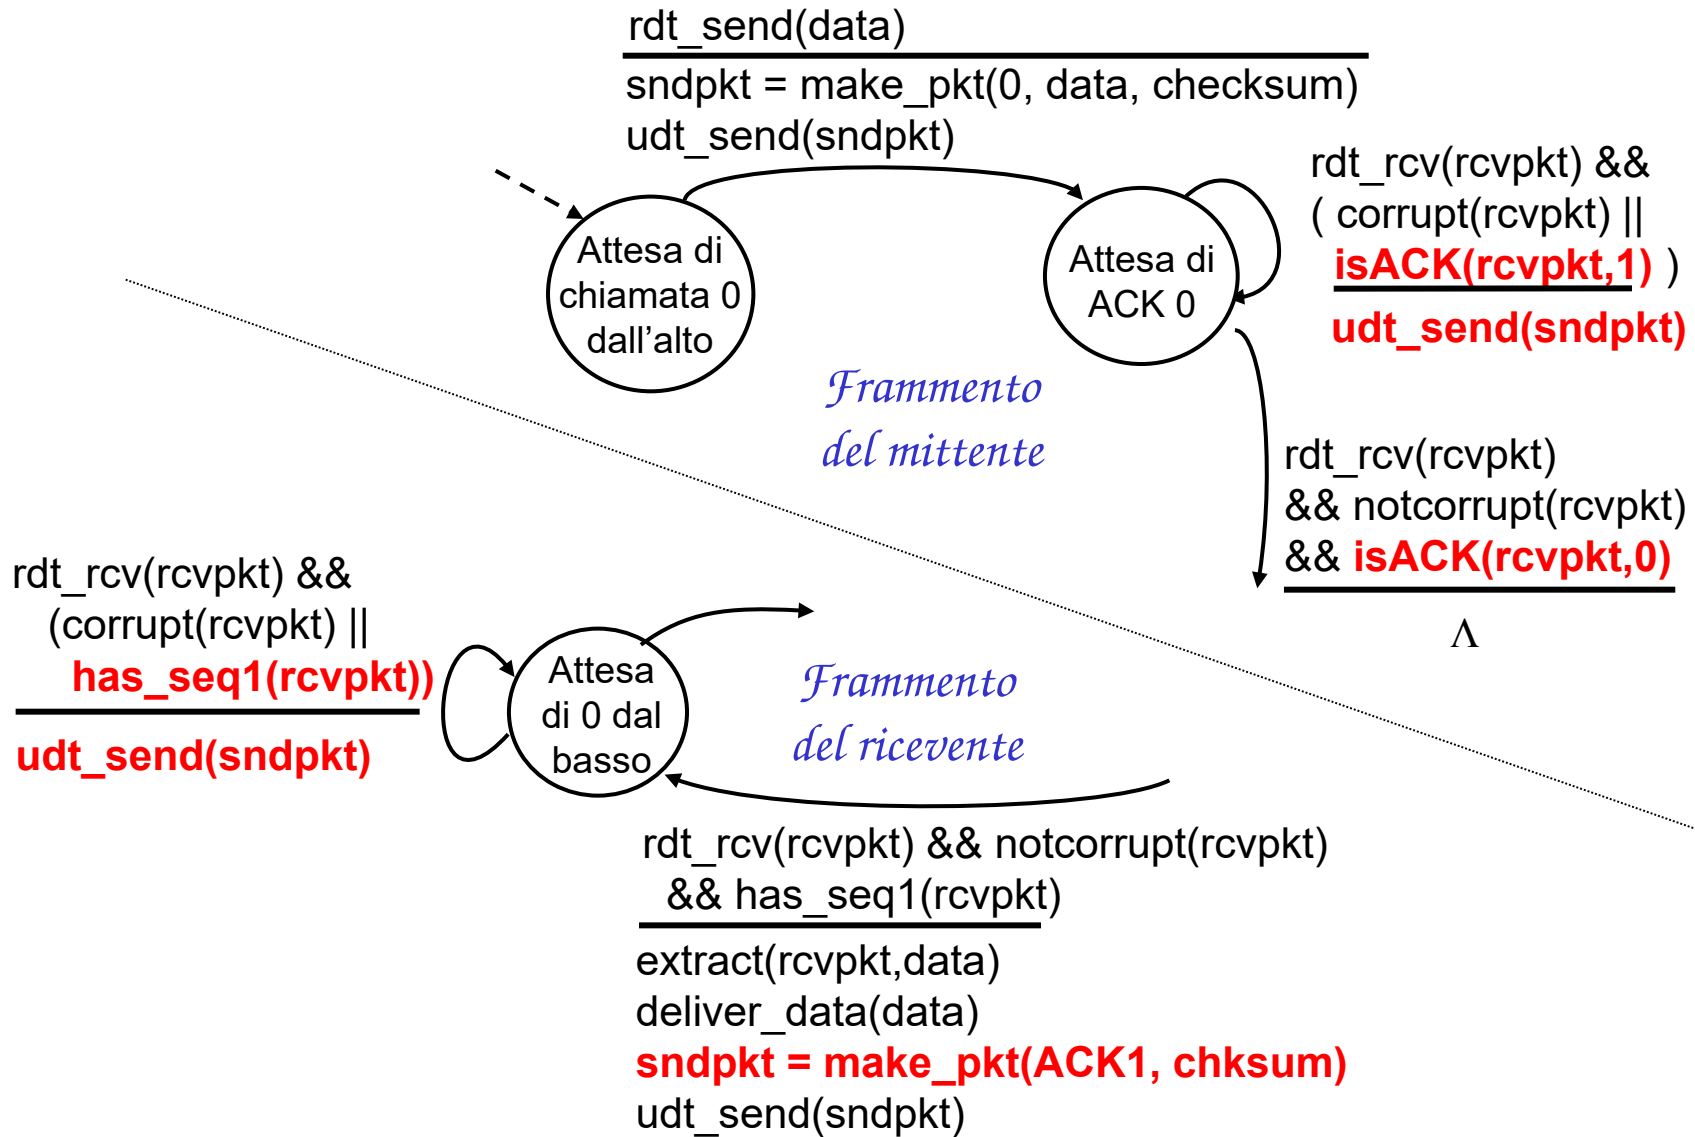 rdt_send(data)
sndpkt = make_pkt(0, data, checksum)
udt_send(sndpkt)
Attesa di
chiamata 0
dall'alto
Attesa di
ACK 0
rdt_rcv(rcvpkt) &&
( corrupt(rcvpkt) ||
isACK(rcvpkt,1) )
udt_send(sndpkt)
Frammento
del mittente
rdt_rcv(rcvpkt)
&& notcorrupt(rcvpkt)
&& isACK(rcvpkt,0)
Λ
rdt_rcv(rcvpkt) &&
(corrupt(rcvpkt) ||
has_seq1(rcvpkt))
udt_send(sndpkt)
Attesa
di 0 dal
basso
Frammento
del ricevente
rdt_rcv(rcvpkt) && notcorrupt(rcvpkt)
&& has_seq1(rcvpkt)
extract(rcvpkt,data)
deliver_data(data)
sndpkt = make_pkt(ACK1, chksum)
udt_send(sndpkt)